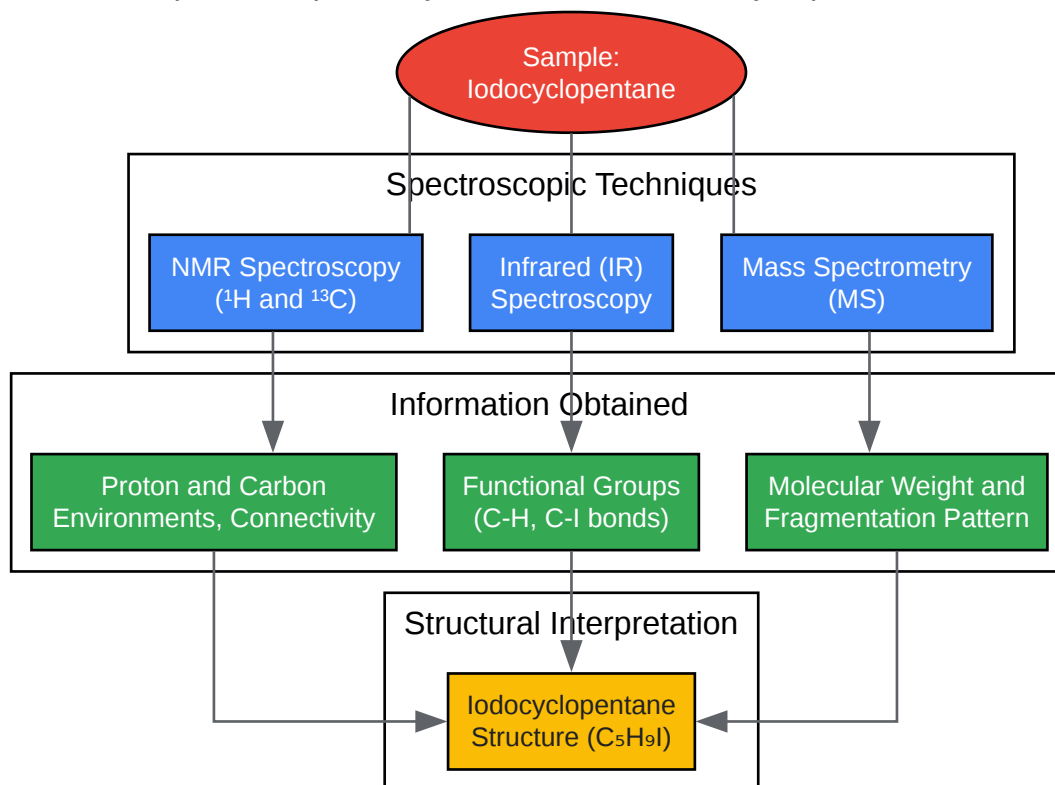 Sample:
Iodocyclopentane
Spectroscopic Techniques
NMR Spectroscopy
(¹H and ¹³C)
Infrared (IR)
Spectroscopy
Mass Spectrometry
(MS)
Information Obtained
Proton and Carbon
Environments, Connectivity
Functional Groups
(C-H, C-I bonds)
Molecular Weight and
Fragmentation Pattern
Structural Interpretation
Iodocyclopentane
Structure (C₅H₉I)